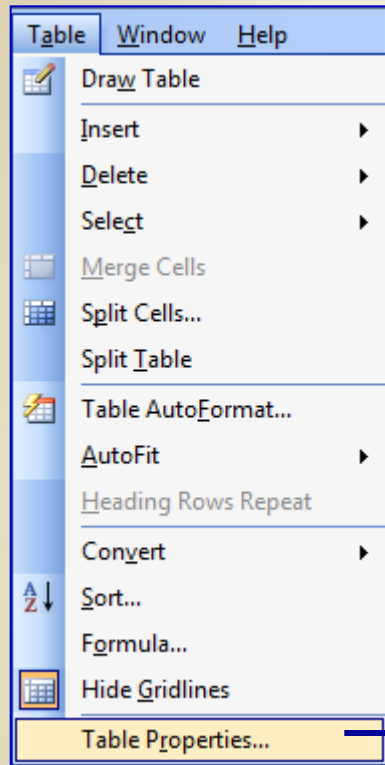 Table Window Help
Draw Table
Insert
Delete
Select
Merge Cells
Split Cells...
Split Table
Table AutoFormat...
AutoFit
Heading Rows Repeat
Convert
A
Z
Sort...
Formula...
Hide Gridlines
Table Properties...